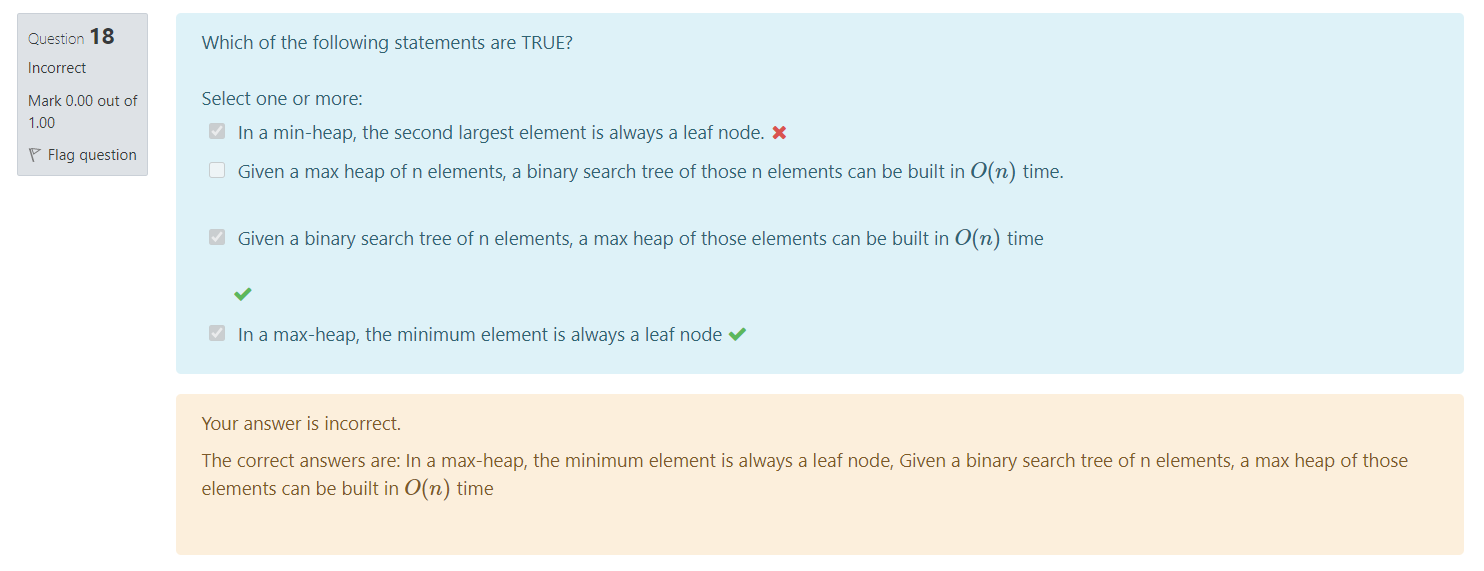 Question 18
Incorrect
Mark 0.00 out of
1.00
Flag question
Which of the following statements are TRUE?
Select one or more:
In a min-heap, the second largest element is always a leaf node.
Given a max heap of n elements, a binary search tree of those n elements can be built in O(n) time.
Given a binary search tree of n elements, a max heap of those elements can be built in O(n) time
In a max-heap, the minimum element is always a leaf node
Your answer is incorrect.
The correct answers are: In a max-heap, the minimum element is always a leaf node, Given a binary search tree of n elements, a max heap of those
elements can be built in O(n) time